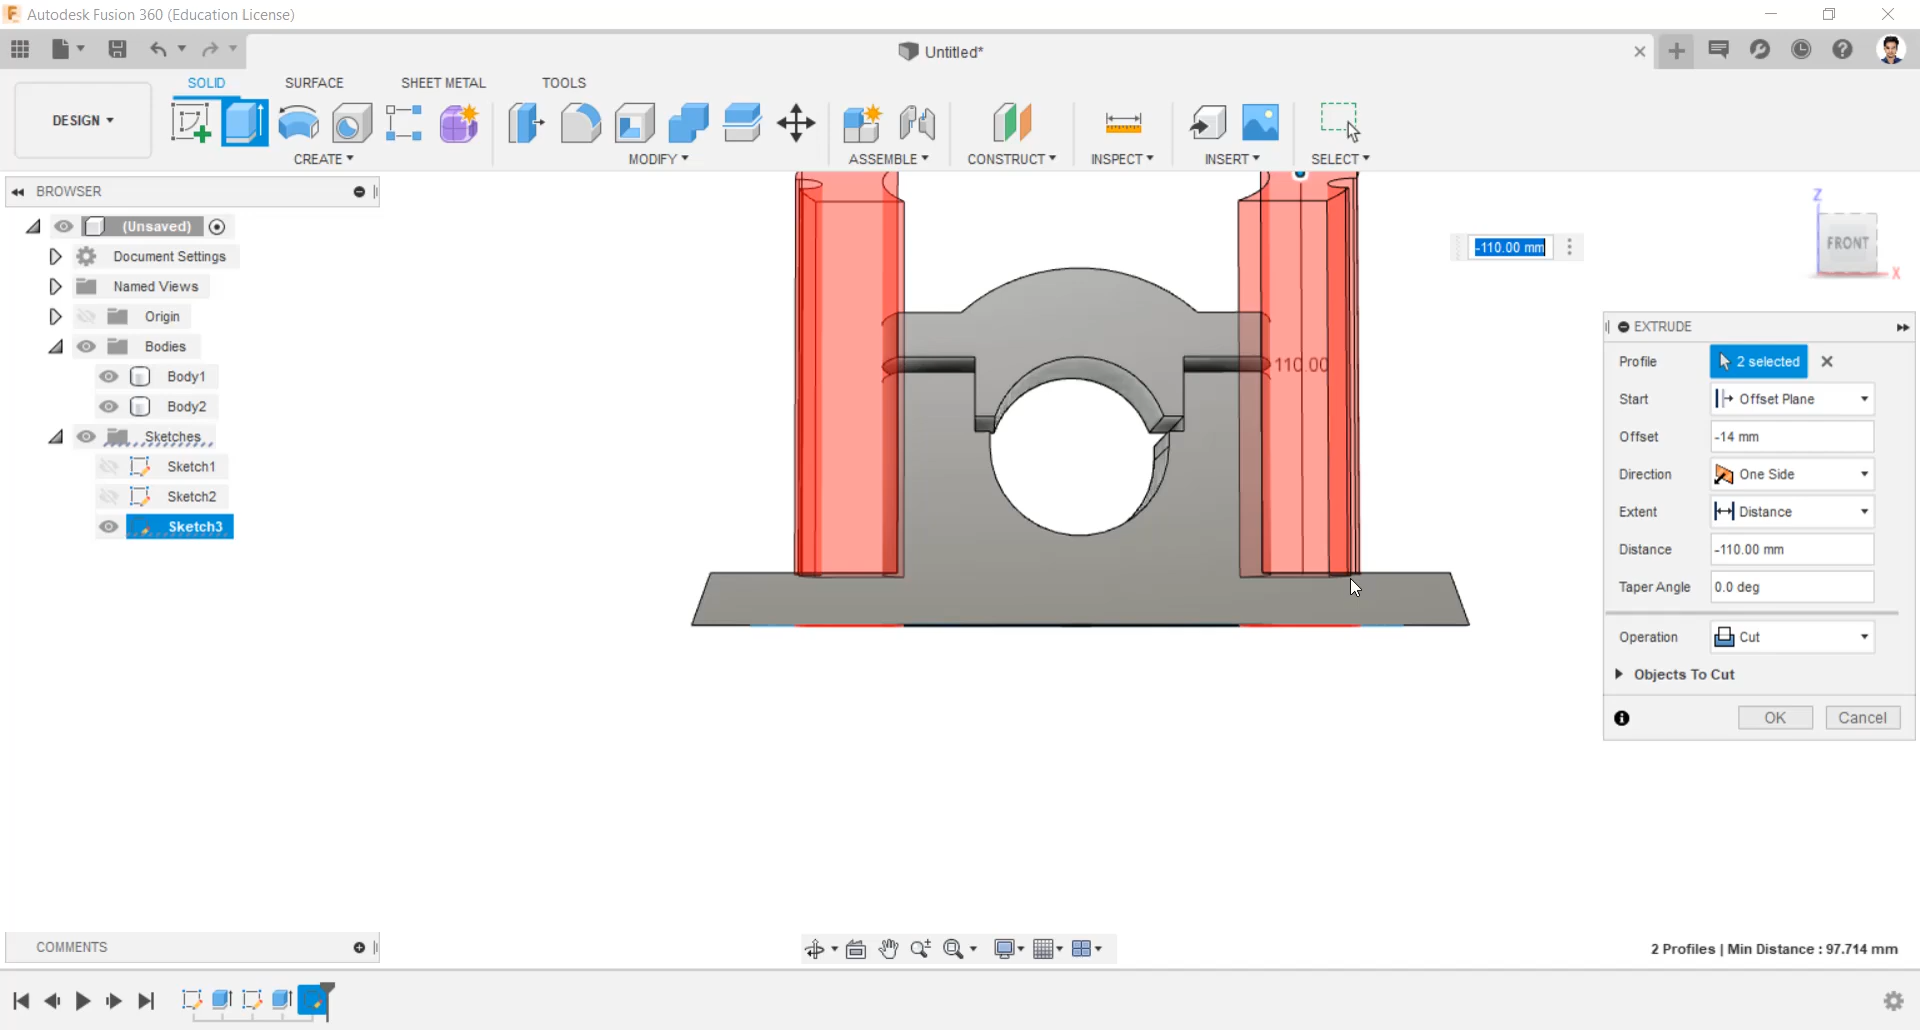 Autodesk Fusion 360 (Education License)
Untitled*
SOLID SURFACE SHEET METAL TOOLS
DESIGN
CREATE MODIFY ASSEMBLE CONSTRUCT INSPECT INSERT SELECT
BROWSER
(Unsaved)
Document Settings
Named Views
Origin
Bodies
Body1
Body2
Sketches
Sketch1
Sketch2
Sketch3
110.00
-110.00 mm
Z
FRONT
X
EXTRUDE
Profile 2 selected
Start Offset Plane
Offset -14 mm
Direction One Side
Extent Distance
Distance -110.00 mm
Taper Angle 0.0 deg
Operation Cut
Objects To Cut
OK Cancel
COMMENTS
2 Profiles | Min Distance : 97.714 mm